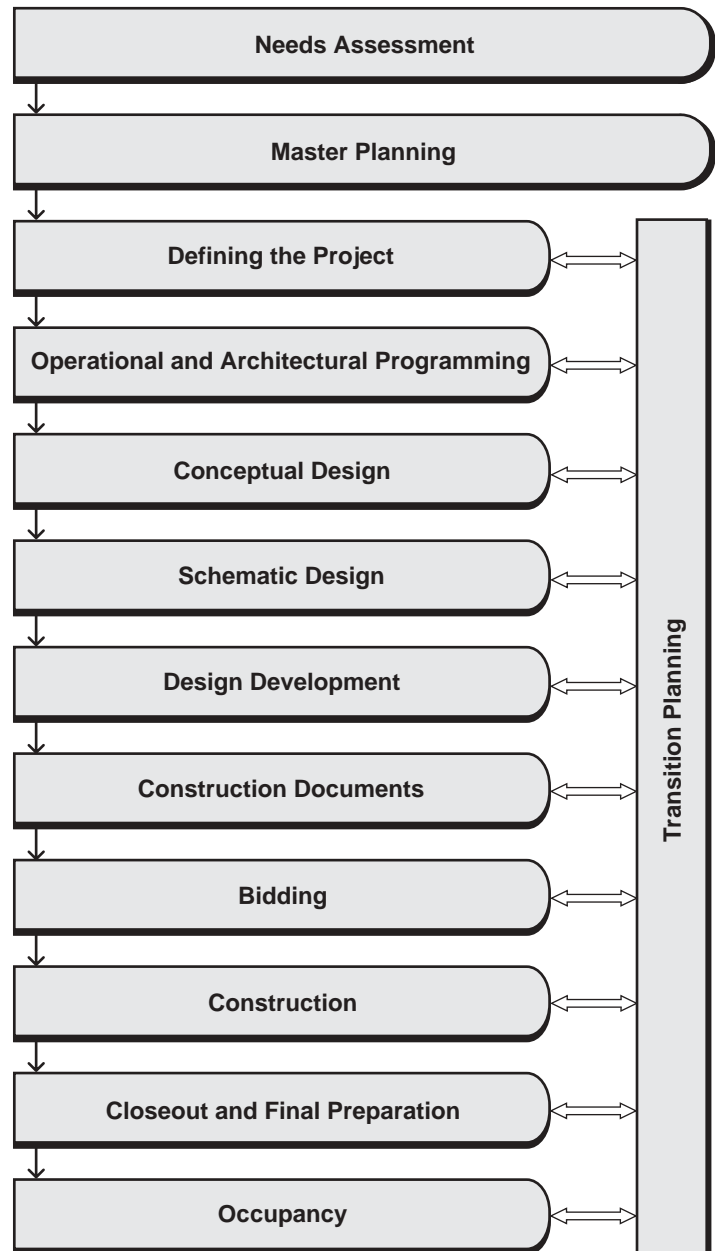 Needs Assessment
Master Planning
Defining the Project
Operational and Architectural Programming
Conceptual Design
Schematic Design
Design Development
Construction Documents
Bidding
Construction
Closeout and Final Preparation
Occupancy
Transition Planning